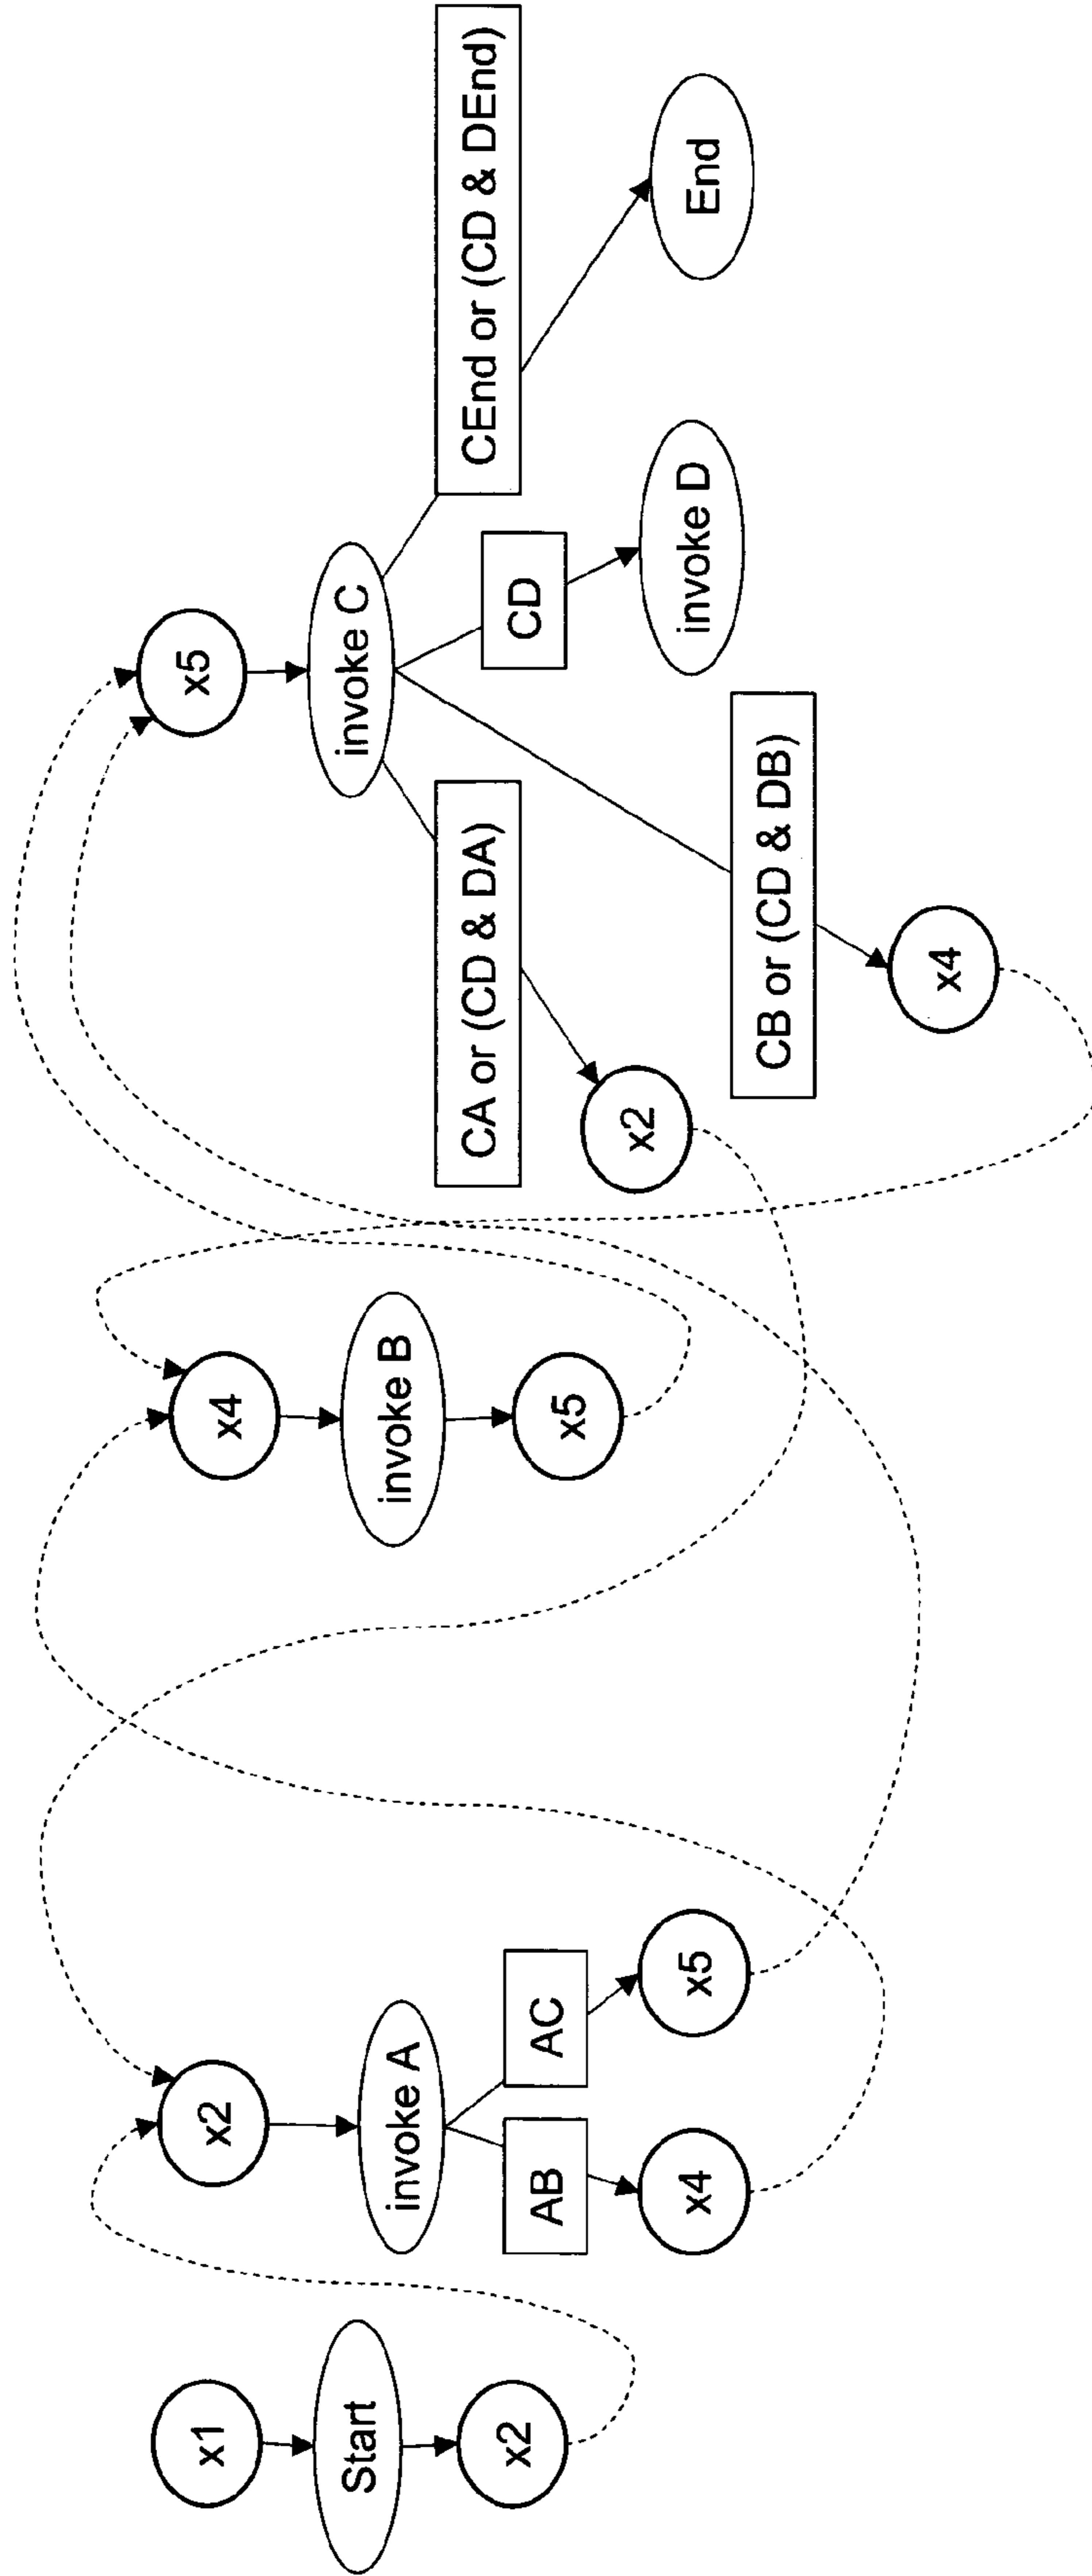 x1
Start
x2
x2
invoke A
AB
AC
x4
x5
x4
invoke B
x5
x5
invoke C
CA or (CD & DA)
CD
CEnd or (CD & DEnd)
x2
invoke D
End
CB or (CD & DB)
x4